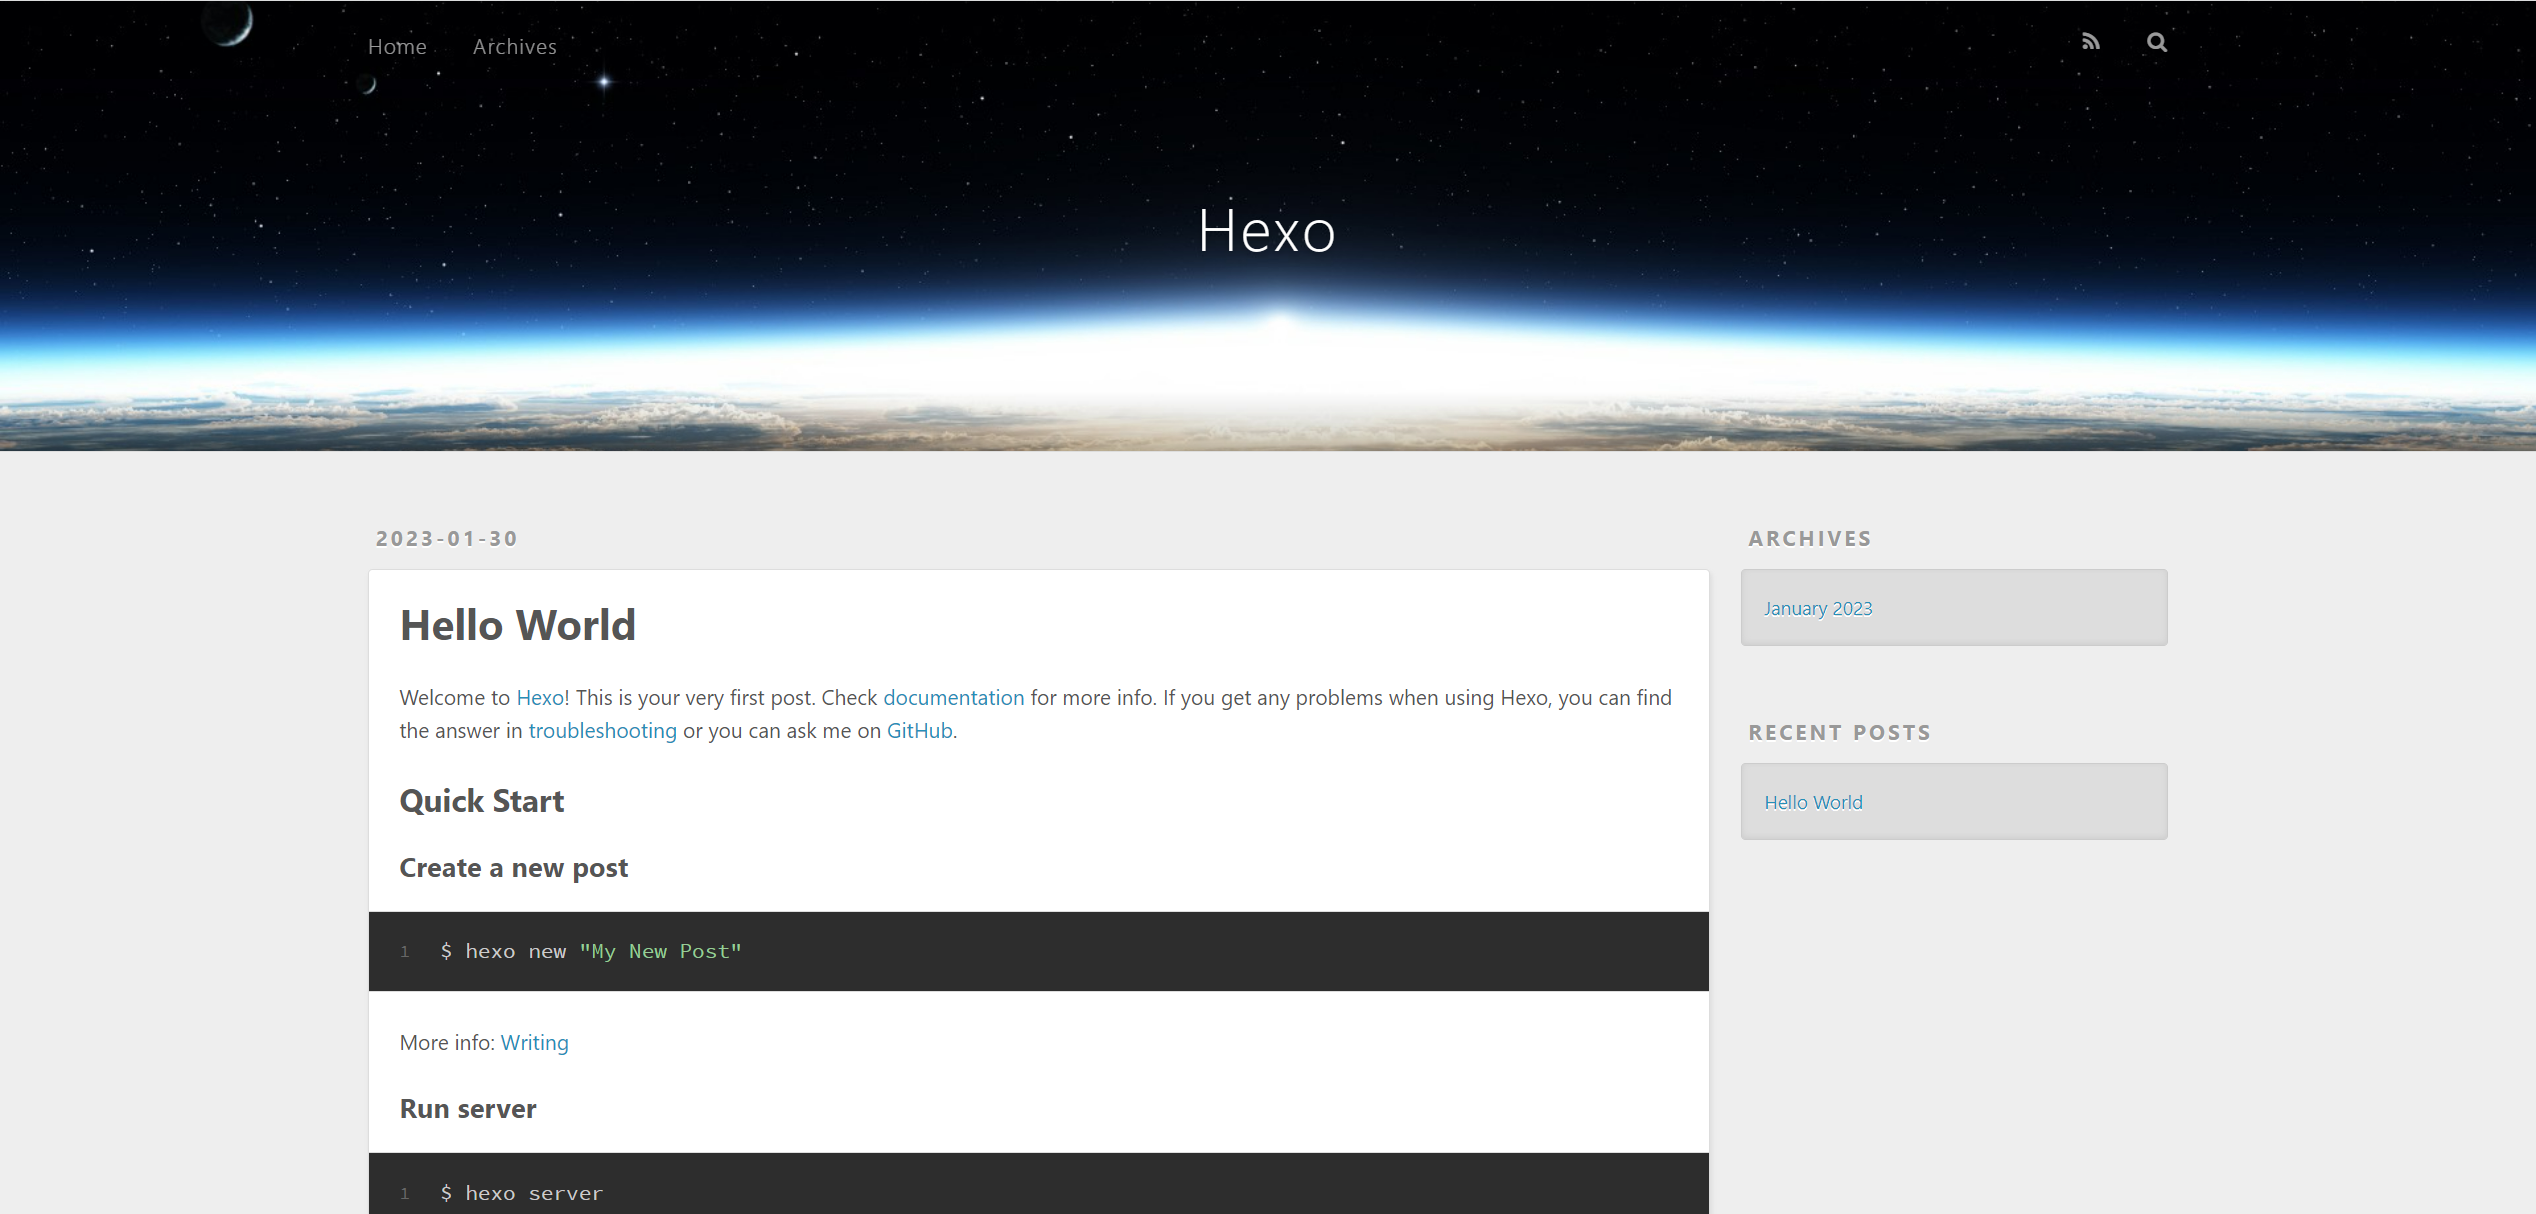 Home Archives
Hexo
2023-01-30
Hello World
Welcome to Hexo! This is your very first post. Check documentation for more info. If you get any problems when using Hexo, you can find
the answer in troubleshooting or you can ask me on GitHub.
Quick Start
Create a new post
1 $ hexo new "My New Post"
More info: Writing
Run server
1 $ hexo server
ARCHIVES
January 2023
RECENT POSTS
Hello World